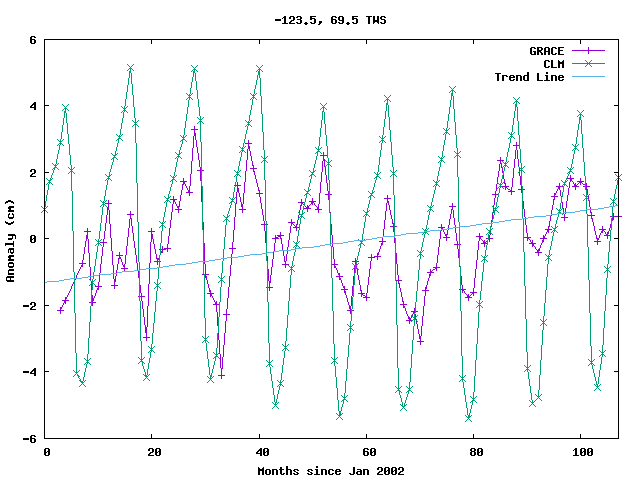 -123.5, 69.5 TWS
GRACE
CLM
Trend Line
6
4
2
0
-2
-4
-6
Anomaly (cm)
0 20 40 60 80 100
Months since Jan 2002